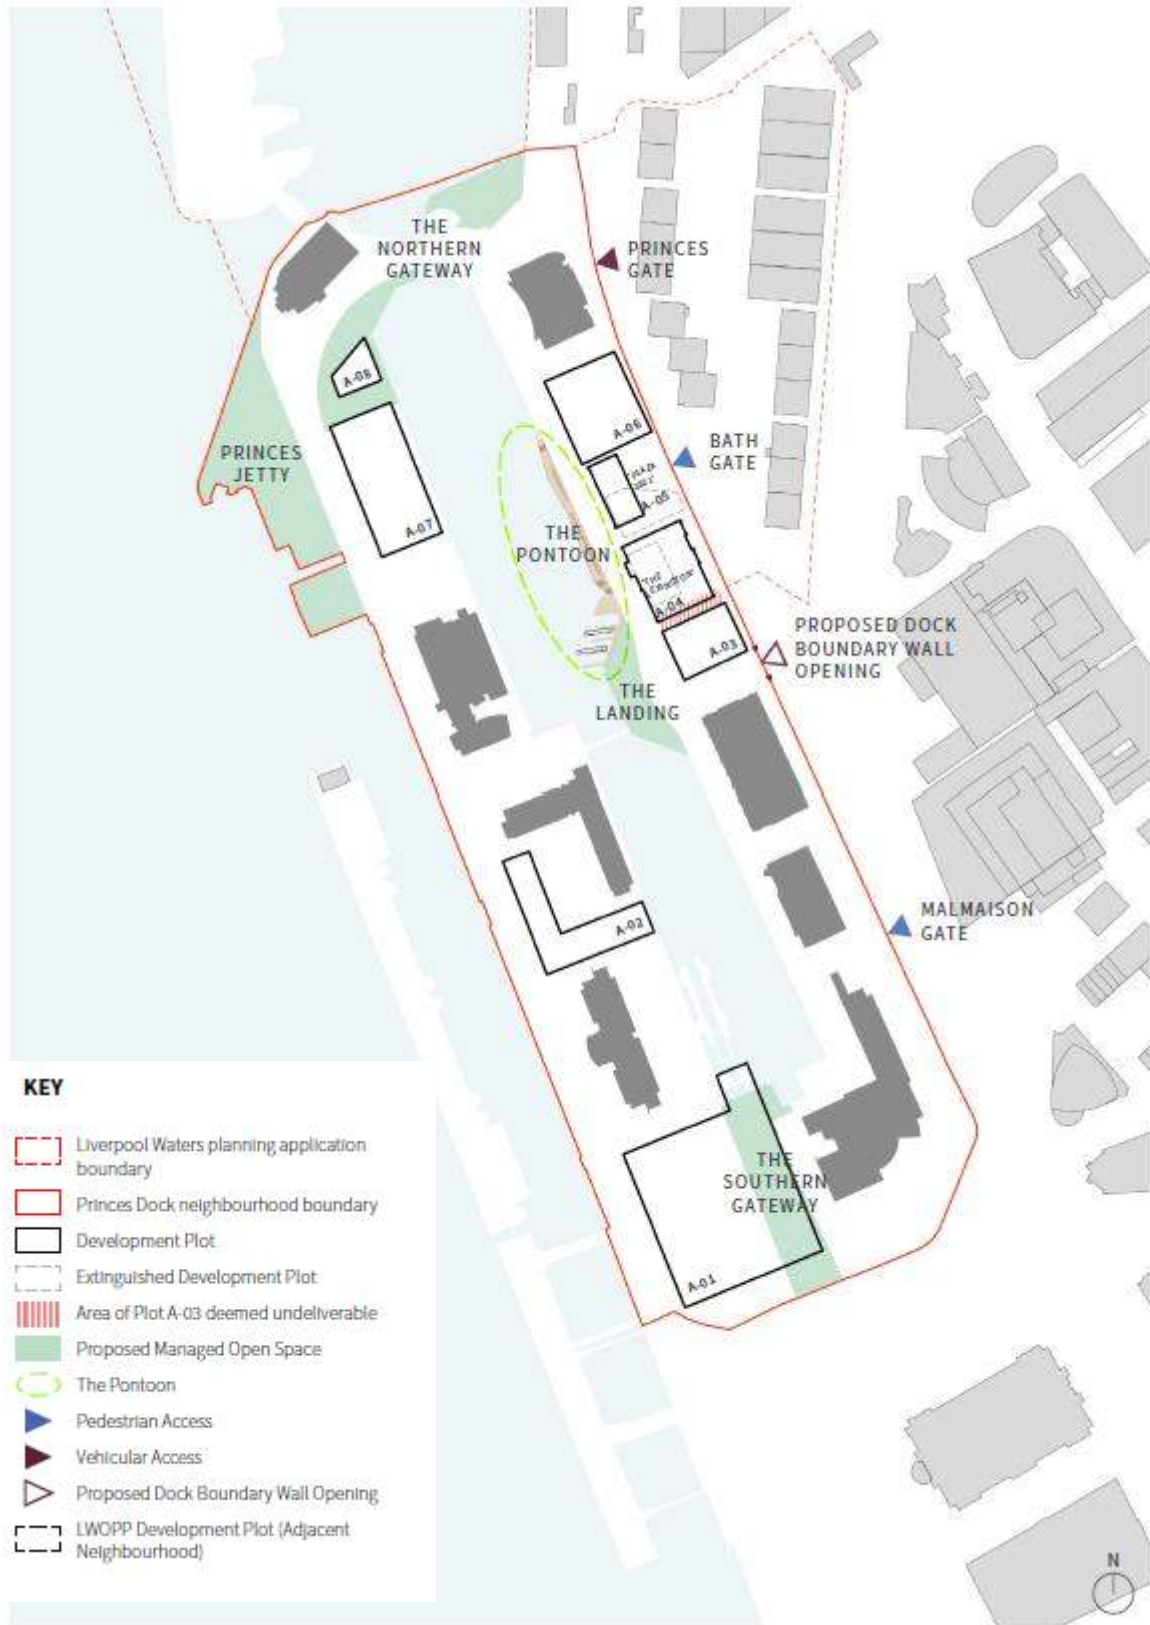 THE
NORTHERN
GATEWAY
PRINCES
GATE
A-08
A-06
BATH
GATE
PRINCES
JETTY
A-07
PLAZA
A-05
THE
PONTOON
THE
A-04
PROPOSED DOCK
BOUNDARY WALL
OPENING
A-03
THE
LANDING
MALMAISON
GATE
A-02
THE
SOUTHERN
GATEWAY
A-01
KEY
Liverpool Waters planning application
boundary
Princes Dock neighbourhood boundary
Development Plot
Extinguished Development Plot
Area of Plot A-03 deemed undeliverable
Proposed Managed Open Space
The Pontoon
Pedestrian Access
Vehicular Access
Proposed Dock Boundary Wall Opening
LWOPP Development Plot (Adjacent
Neighbourhood)
N